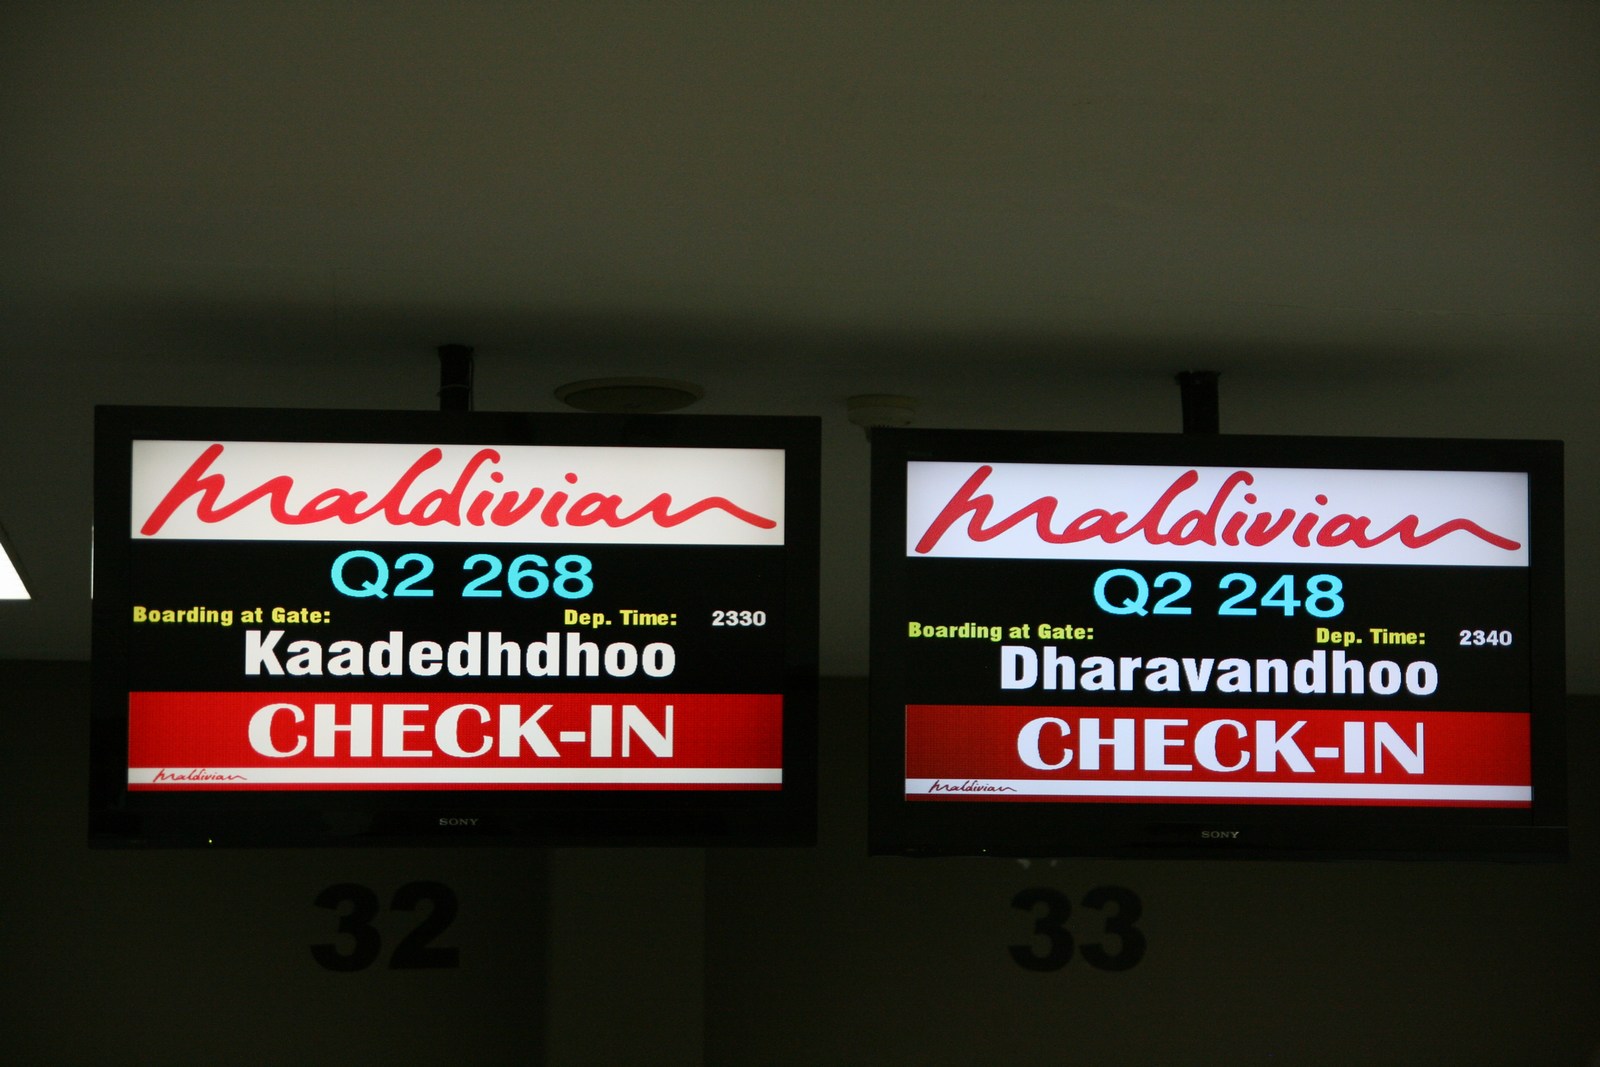 maldivian
Q2 268
Boarding at Gate: Dep. Time: 2330
Kaadedhdhoo
CHECK-IN
maldivian
SONY
32
maldivian
Q2 248
Boarding at Gate: Dep. Time: 2340
Dharavandhoo
CHECK-IN
maldivian
SONY
33